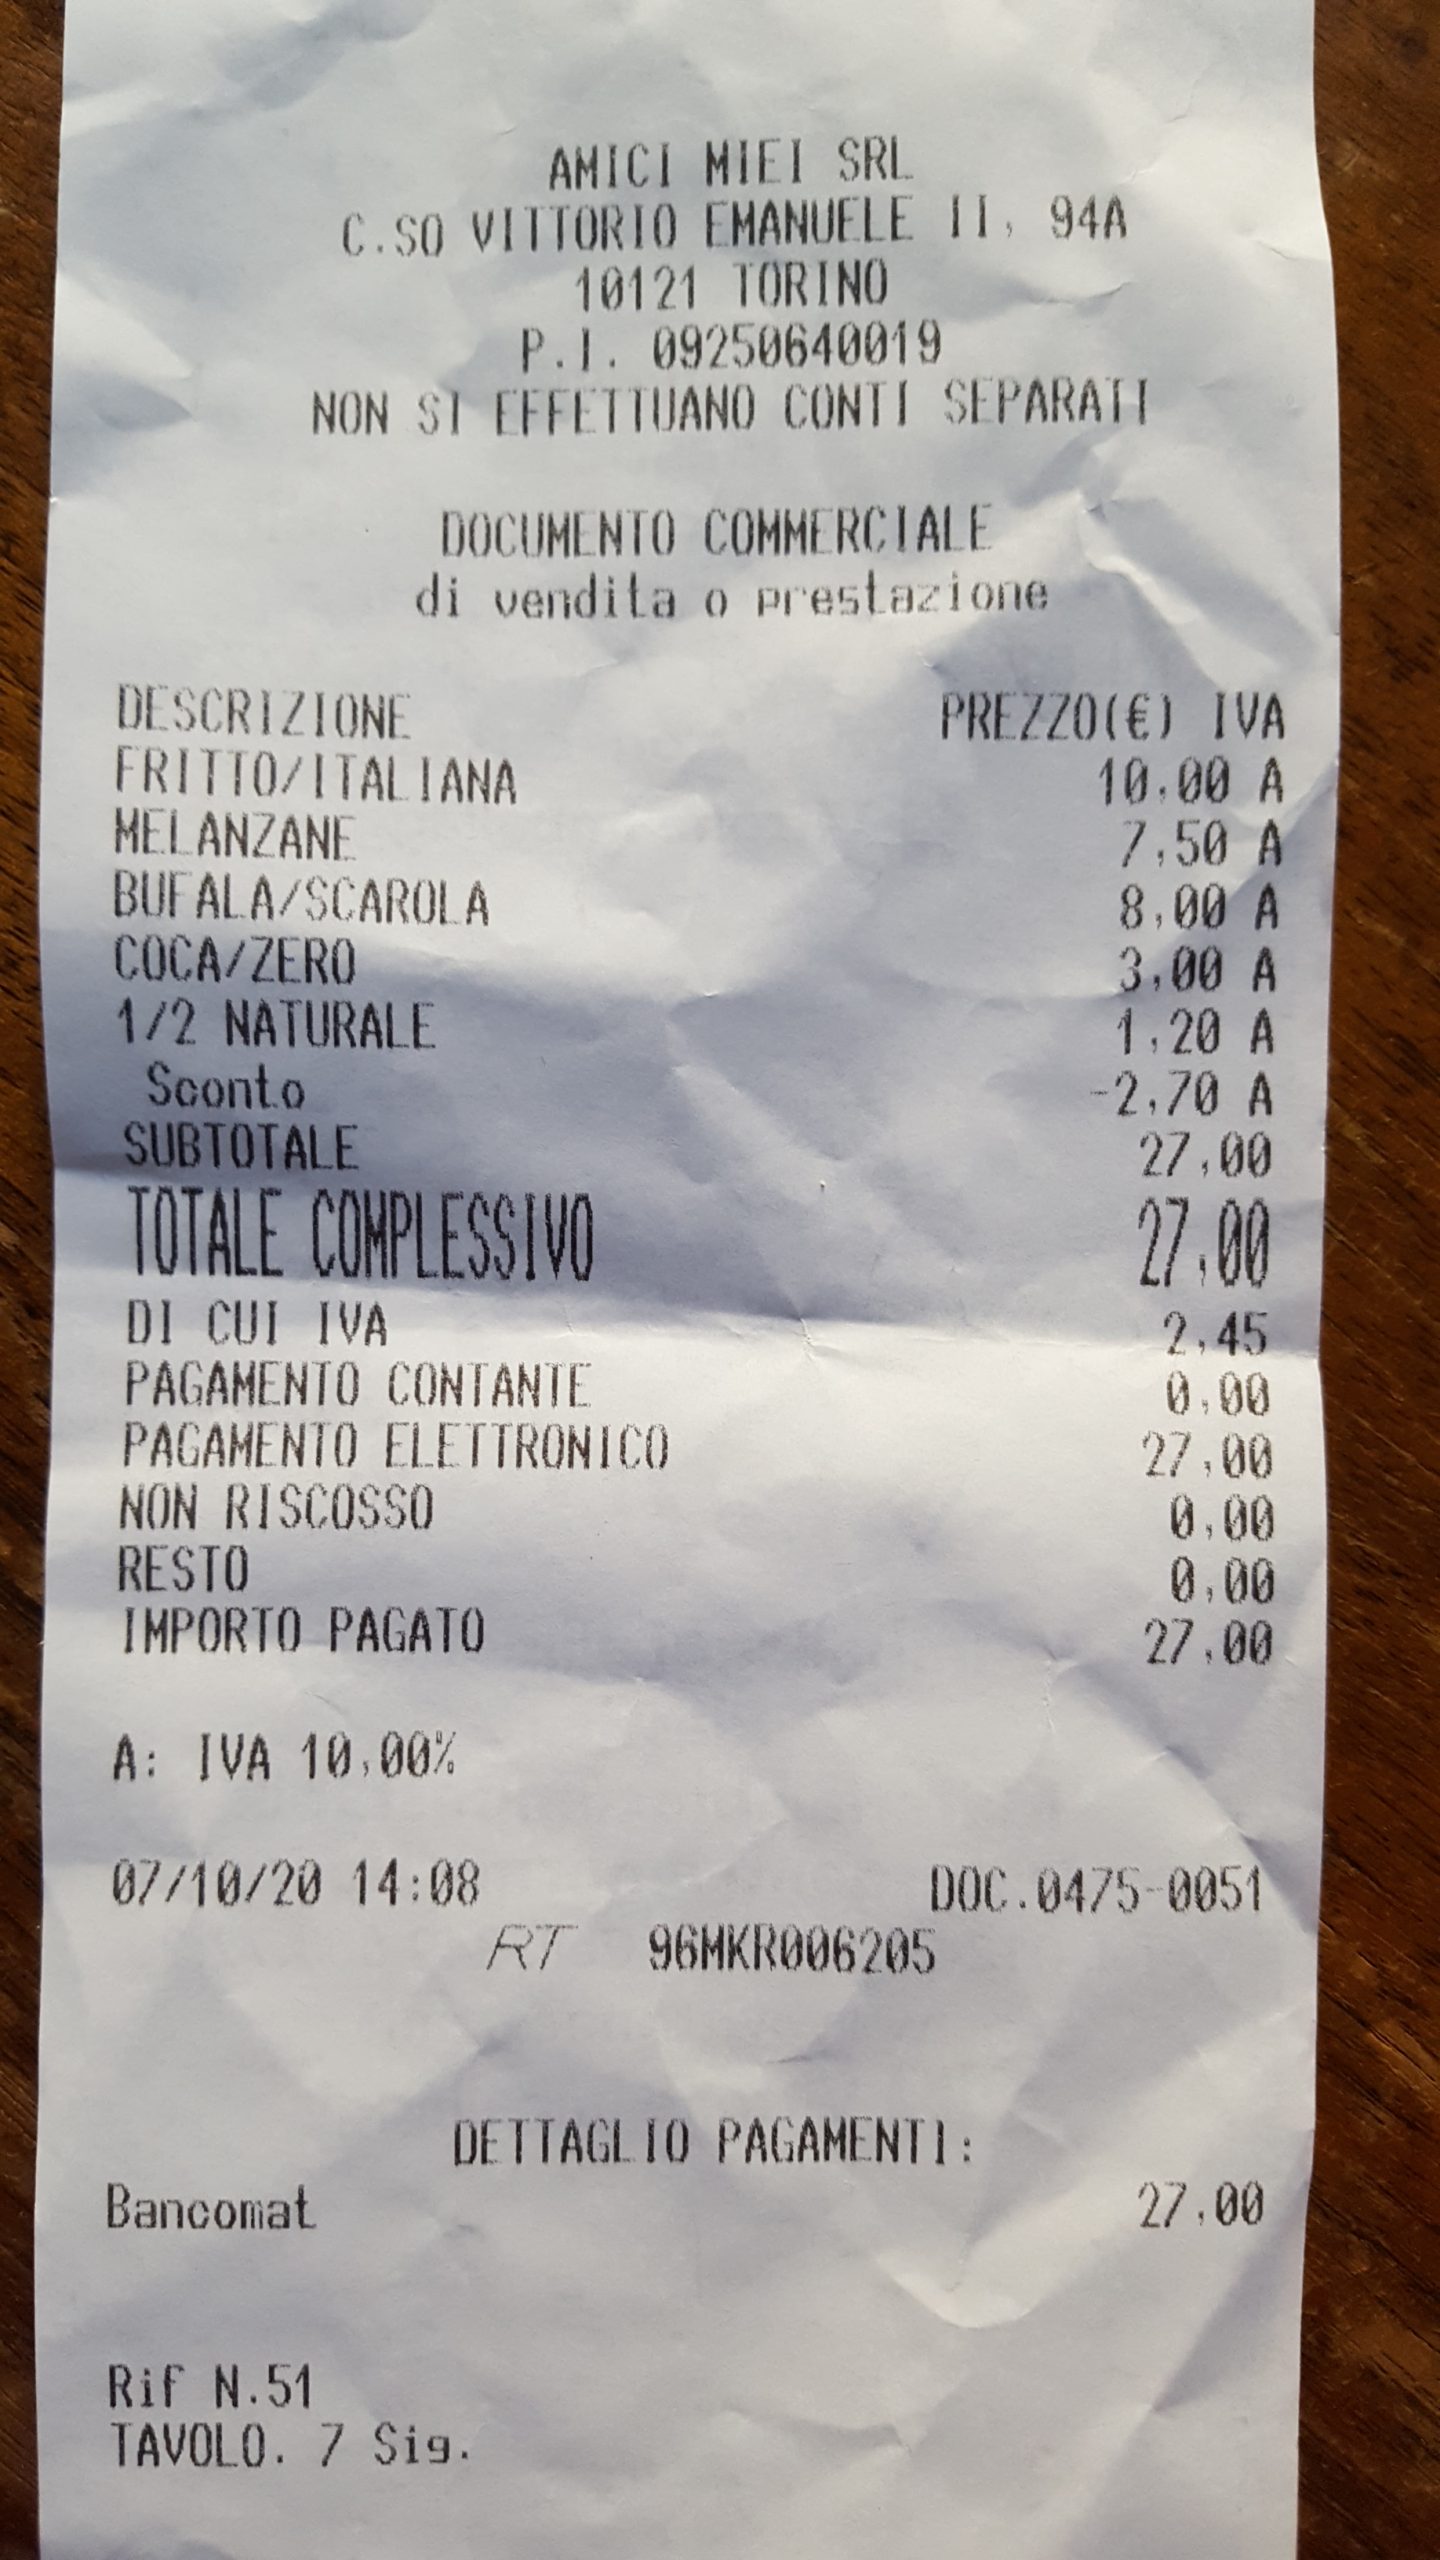 AMICI MIEI SRL
C.SO VITTORIO EMANUELE II, 94A
10121 TORINO
P.I. 09250640019
NON SI EFFETTUANO CONTI SEPARATI
DOCUMENTO COMMERCIALE
di vendita o prestazione
DESCRIZIONE PREZZO(€) IVA
FRITTO/ITALIANA 10,00 A
MELANZANE 7,50 A
BUFALA/SCAROLA 8,00 A
COCA/ZERO 3,00 A
1/2 NATURALE 1,20 A
Sconto -2,70 A
SUBTOTALE 27,00
TOTALE COMPLESSIVO 27,00
DI CUI IVA 2,45
PAGAMENTO CONTANTE 0,00
PAGAMENTO ELETTRONICO 27,00
NON RISCOSSO 0,00
RESTO 0,00
IMPORTO PAGATO 27,00
A: IVA 10,00%
07/10/20 14:08 DOC.0475-0051
RT 96MKR006205
DETTAGLIO PAGAMENTI:
Bancomat 27,00
Rif N.51
TAVOLO. 7 Sig.